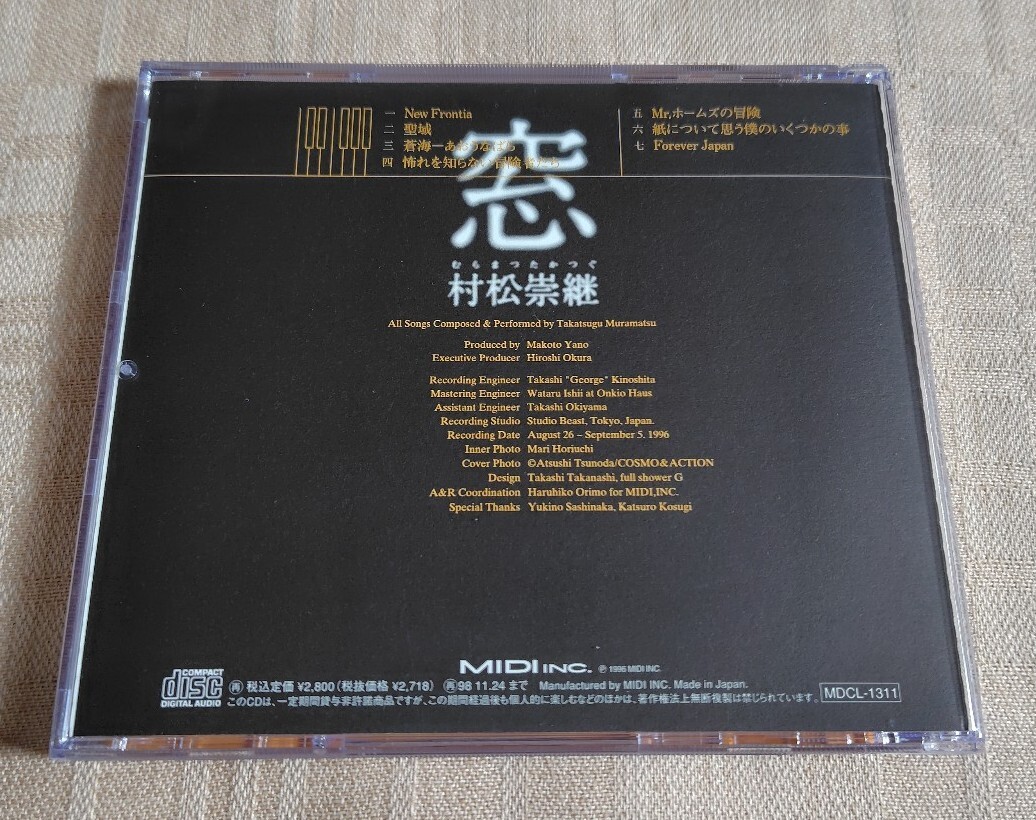 一 New Frontia
二 聖域
三 蒼海ーあおうなばら
四 怖れを知らない冒険者たち
五 Mr,ホームズの冒険
六 紙について思う僕のいくつかの事
七 Forever Japan
窓
むらまつたかつぐ
村松崇継
All Songs Composed & Performed by Takatsugu Muramatsu
Produced by Makoto Yano
Executive Producer Hiroshi Okura
Recording Engineer Takashi "George" Kinoshita
Mastering Engineer Wataru Ishii at Onkio Haus
Assistant Engineer Takashi Okiyama
Recording Studio Studio Beast, Tokyo, Japan.
Recording Date August 26 – September 5. 1996
Inner Photo Mari Horiuchi
Cover Photo ©Atsushi Tsunoda/COSMO&ACTION
Design Takashi Takanashi, full shower G
A&R Coordination Haruhiko Orimo for MIDI,INC.
Special Thanks Yukino Sashinaka, Katsuro Kosugi
MIDI INC. ℗ 1996 MIDI INC.
COMPACT disc DIGITAL AUDIO
㊞税込定価 ¥2,800(税抜価格 ¥2,718) 再98 11.24 まで Manufactured by MIDI INC. Made in Japan.
このCDは、一定期間貸与非許諾商品ですが、この期間経過後も個人的に楽しむなどのほかは、著作権法上無断複製は禁じられています。
MDCL-1311